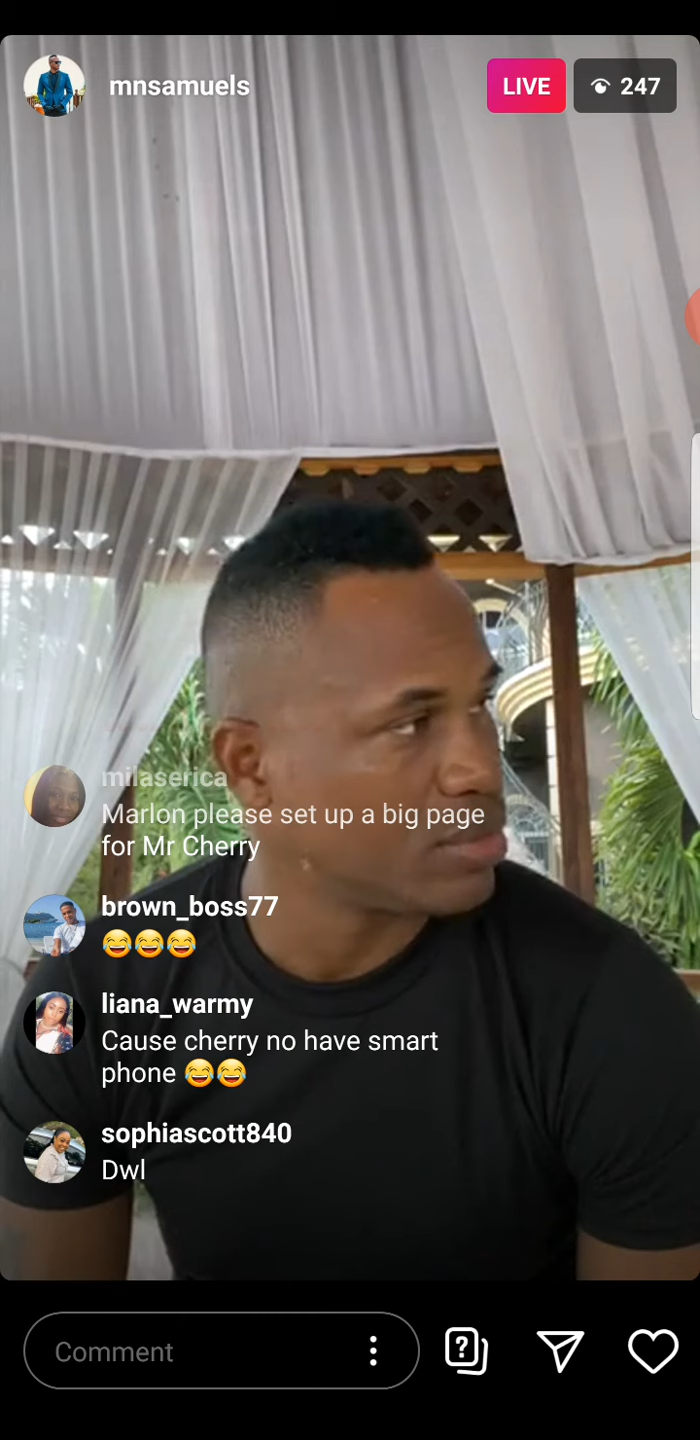 mnsamuels
LIVE
247
milaserica
Marlon please set up a big page
for Mr Cherry
brown_boss77
😂😂😂
liana_warmy
Cause cherry no have smart
phone 😂😂
sophiascott840
Dwl
Comment